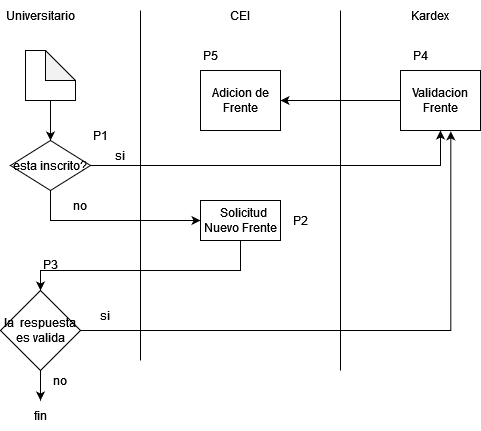 Universitario
CEI
Kardex
P5
P4
Adicion de
Frente
Validacion
Frente
P1
esta inscrito?
si
no
Solicitud
Nuevo Frente
P2
P3
la respuesta
es valida
si
no
fin